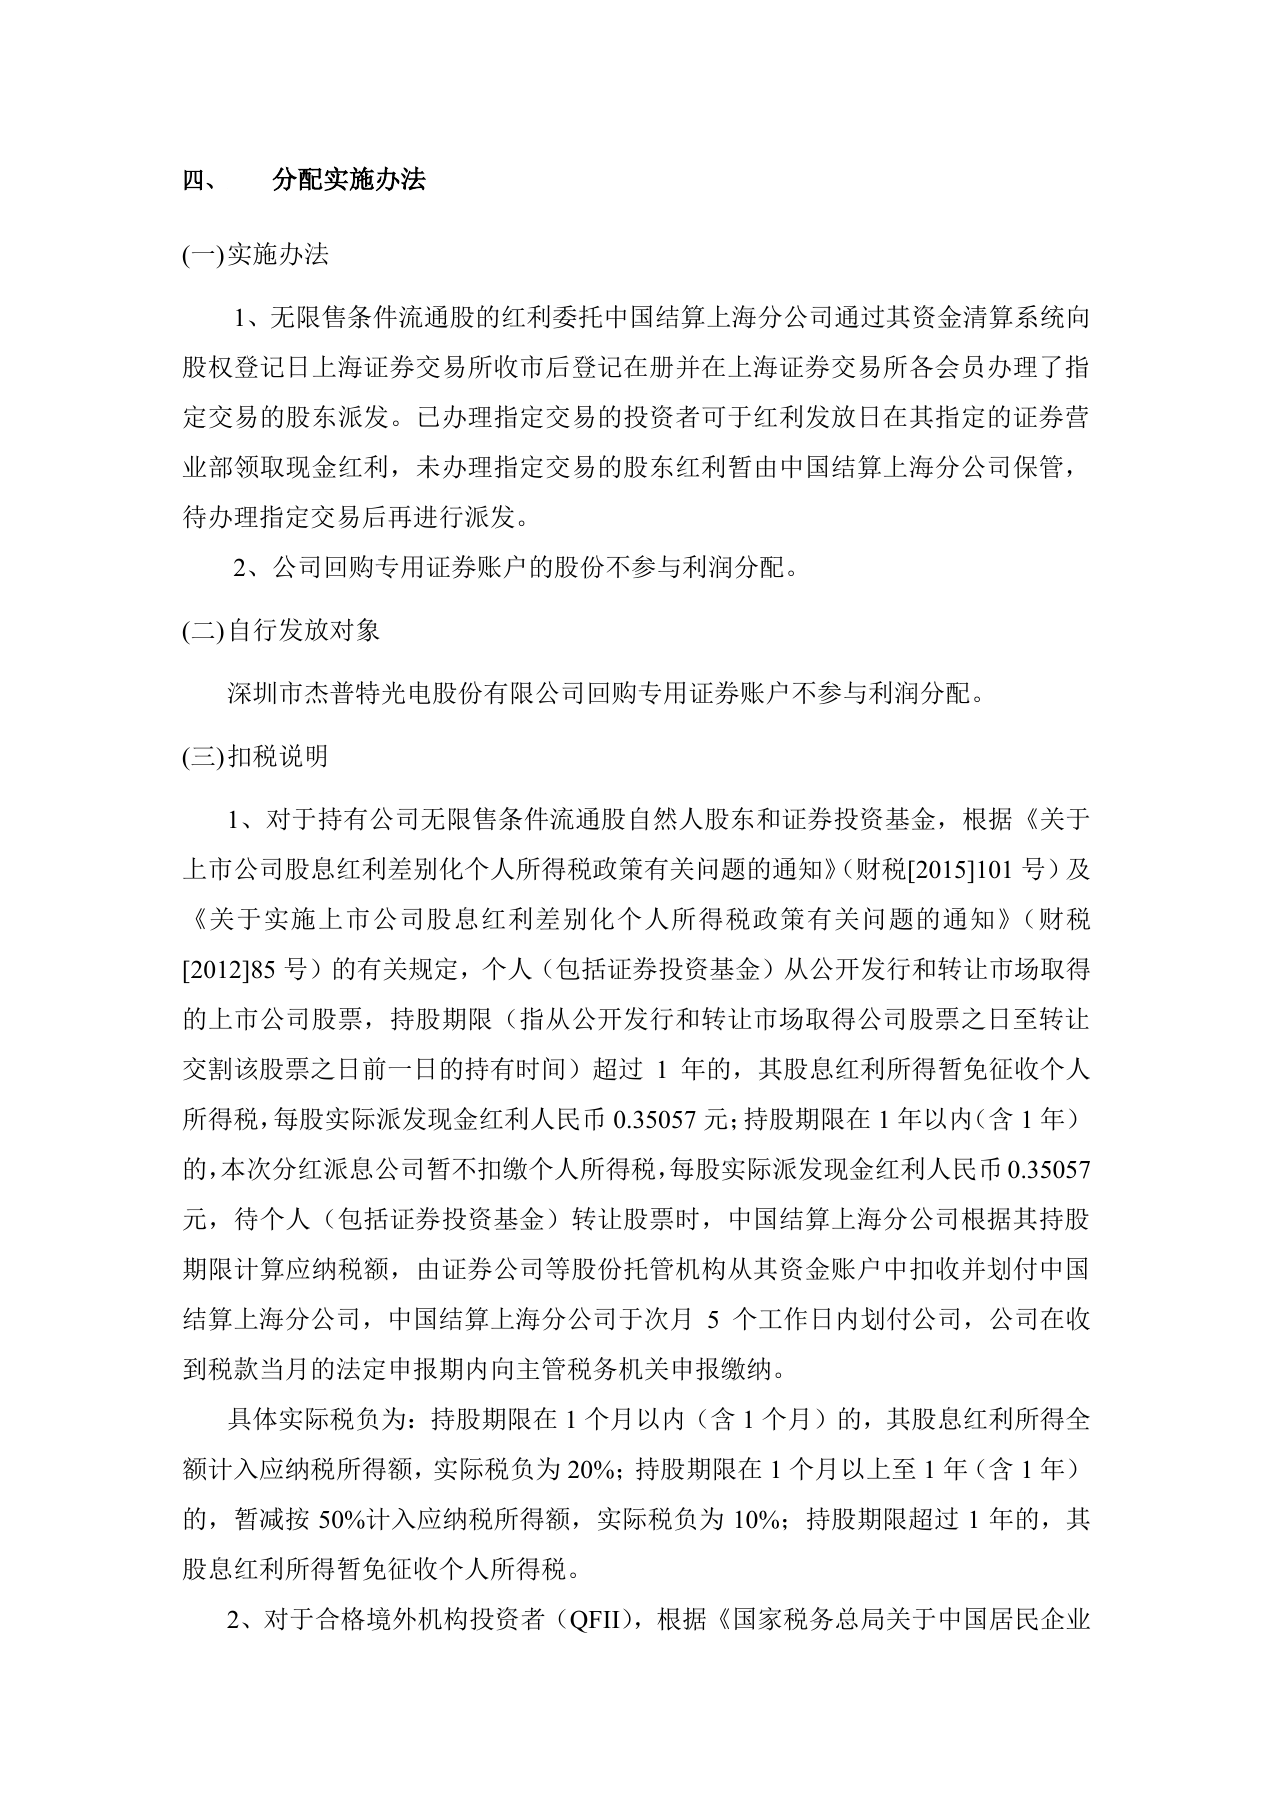 四、 分配实施办法
(一)实施办法
1、无限售条件流通股的红利委托中国结算上海分公司通过其资金清算系统向
股权登记日上海证券交易所收市后登记在册并在上海证券交易所各会员办理了指
定交易的股东派发。已办理指定交易的投资者可于红利发放日在其指定的证券营
业部领取现金红利，未办理指定交易的股东红利暂由中国结算上海分公司保管，
待办理指定交易后再进行派发。
2、公司回购专用证券账户的股份不参与利润分配。
(二)自行发放对象
深圳市杰普特光电股份有限公司回购专用证券账户不参与利润分配。
(三)扣税说明
1、对于持有公司无限售条件流通股自然人股东和证券投资基金，根据《关于
上市公司股息红利差别化个人所得税政策有关问题的通知》（财税[2015]101 号）及
《关于实施上市公司股息红利差别化个人所得税政策有关问题的通知》（财税
[2012]85 号）的有关规定，个人（包括证券投资基金）从公开发行和转让市场取得
的上市公司股票，持股期限（指从公开发行和转让市场取得公司股票之日至转让
交割该股票之日前一日的持有时间）超过 1 年的，其股息红利所得暂免征收个人
所得税，每股实际派发现金红利人民币 0.35057 元；持股期限在 1 年以内（含 1 年）
的，本次分红派息公司暂不扣缴个人所得税，每股实际派发现金红利人民币 0.35057
元，待个人（包括证券投资基金）转让股票时，中国结算上海分公司根据其持股
期限计算应纳税额，由证券公司等股份托管机构从其资金账户中扣收并划付中国
结算上海分公司，中国结算上海分公司于次月 5 个工作日内划付公司，公司在收
到税款当月的法定申报期内向主管税务机关申报缴纳。
具体实际税负为：持股期限在 1 个月以内（含 1 个月）的，其股息红利所得全
额计入应纳税所得额，实际税负为 20%；持股期限在 1 个月以上至 1 年（含 1 年）
的，暂减按 50%计入应纳税所得额，实际税负为 10%；持股期限超过 1 年的，其
股息红利所得暂免征收个人所得税。
2、对于合格境外机构投资者（QFII），根据《国家税务总局关于中国居民企业